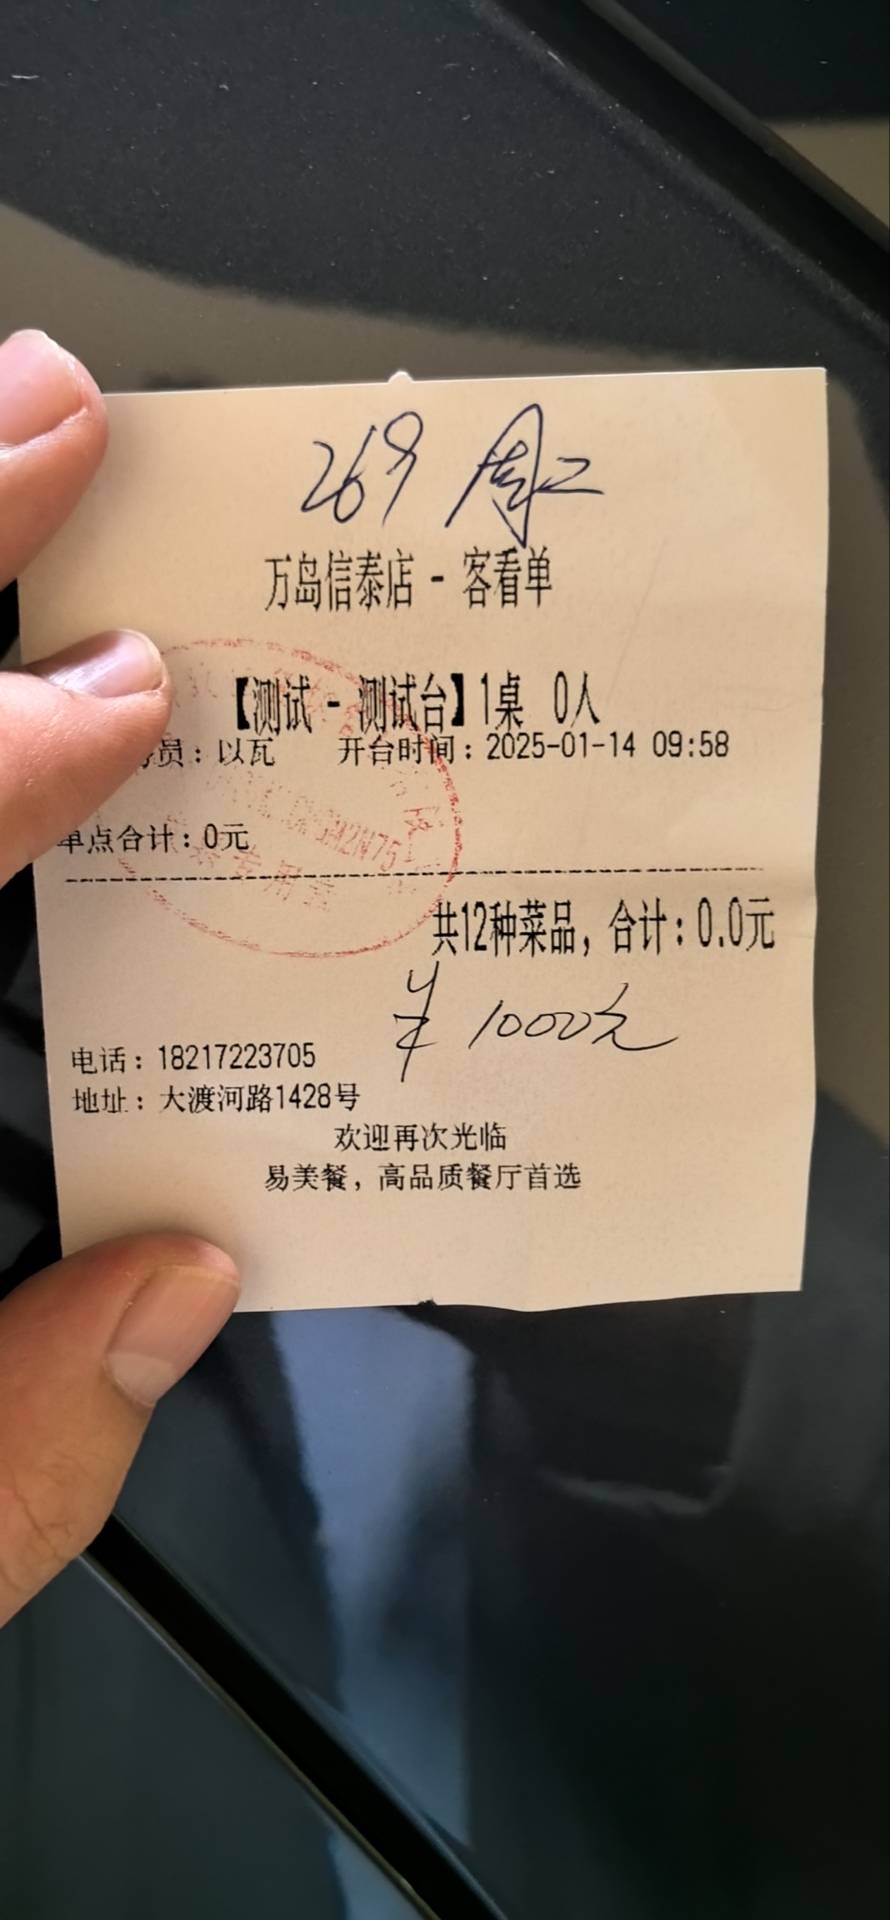 269 周二
万岛信泰店 - 客看单
【测试 - 测试台】1桌 0人
员：以瓦 开台时间：2025-01-14 09:58
单点合计：0元
专用章
共12种菜品，合计：0.0元
¥ 1000元
电话：18217223705
地址：大渡河路1428号
欢迎再次光临
易美餐，高品质餐厅首选